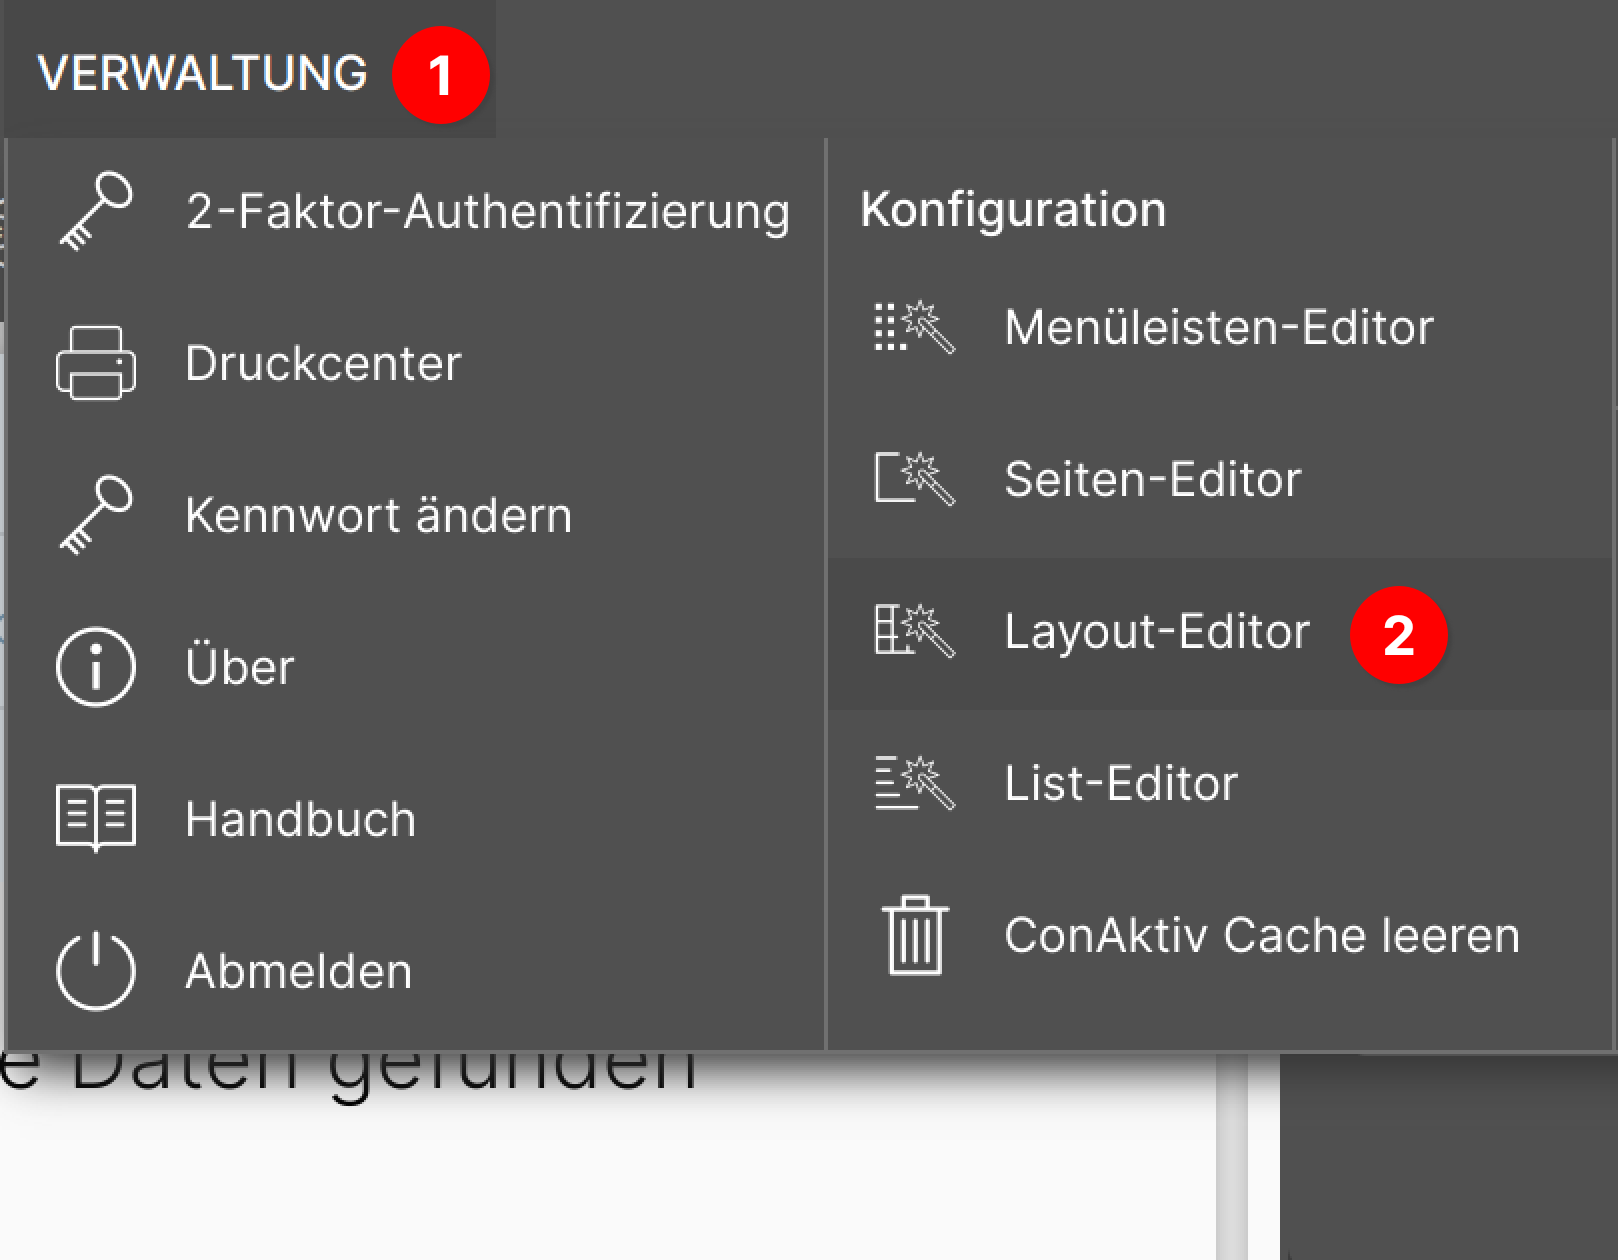 VERWALTUNG 1
2-Faktor-Authentifizierung
Druckcenter
Kennwort ändern
Über
Handbuch
Abmelden
Konfiguration
Menüleisten-Editor
Seiten-Editor
Layout-Editor 2
List-Editor
ConAktiv Cache leeren
e Daten gefunden